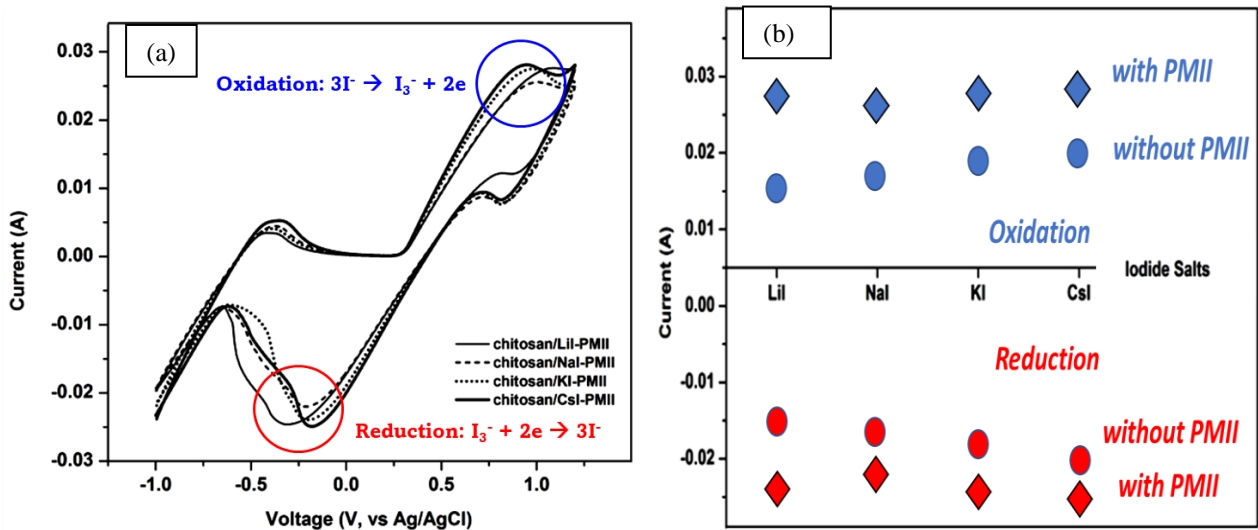 (a)
0.03
0.02
0.01
0.00
-0.01
-0.02
-0.03
Current (A)
-1.0
-0.5
0.0
0.5
1.0
Voltage (V, vs Ag/AgCl)
Oxidation: 3I⁻ → I₃⁻ + 2e
chitosan/LiI-PMII
chitosan/NaI-PMII
chitosan/KI-PMII
chitosan/CsI-PMII
Reduction: I₃⁻ + 2e → 3I⁻
(b)
0.03
0.02
0.01
0.00
-0.01
-0.02
Current (A)
with PMII
without PMII
Oxidation
Iodide Salts
LiI
NaI
KI
CsI
Reduction
without PMII
with PMII